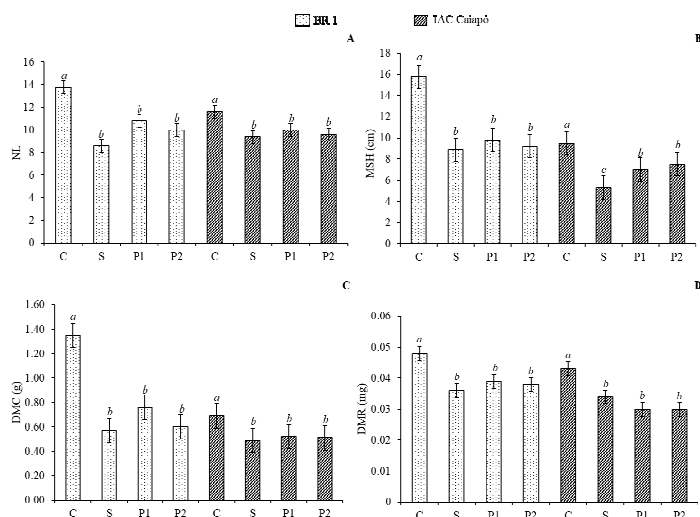 BR 1 IAC Caiapó
A
NL
16
14
12
10
8
6
4
2
0
a b b b a b b b
C S P1 P2 C S P1 P2
B
MSH (cm)
18
16
14
12
10
8
6
4
2
0
a b b b a c b b
C S P1 P2 C S P1 P2
C
DMC (g)
1.60
1.40
1.20
1.00
0.80
0.60
0.40
0.20
0.00
a b b b a b b b
C S P1 P2 C S P1 P2
D
DMR (mg)
0.06
0.05
0.04
0.03
0.02
0.01
0
a b b b a b b b
C S P1 P2 C S P1 P2